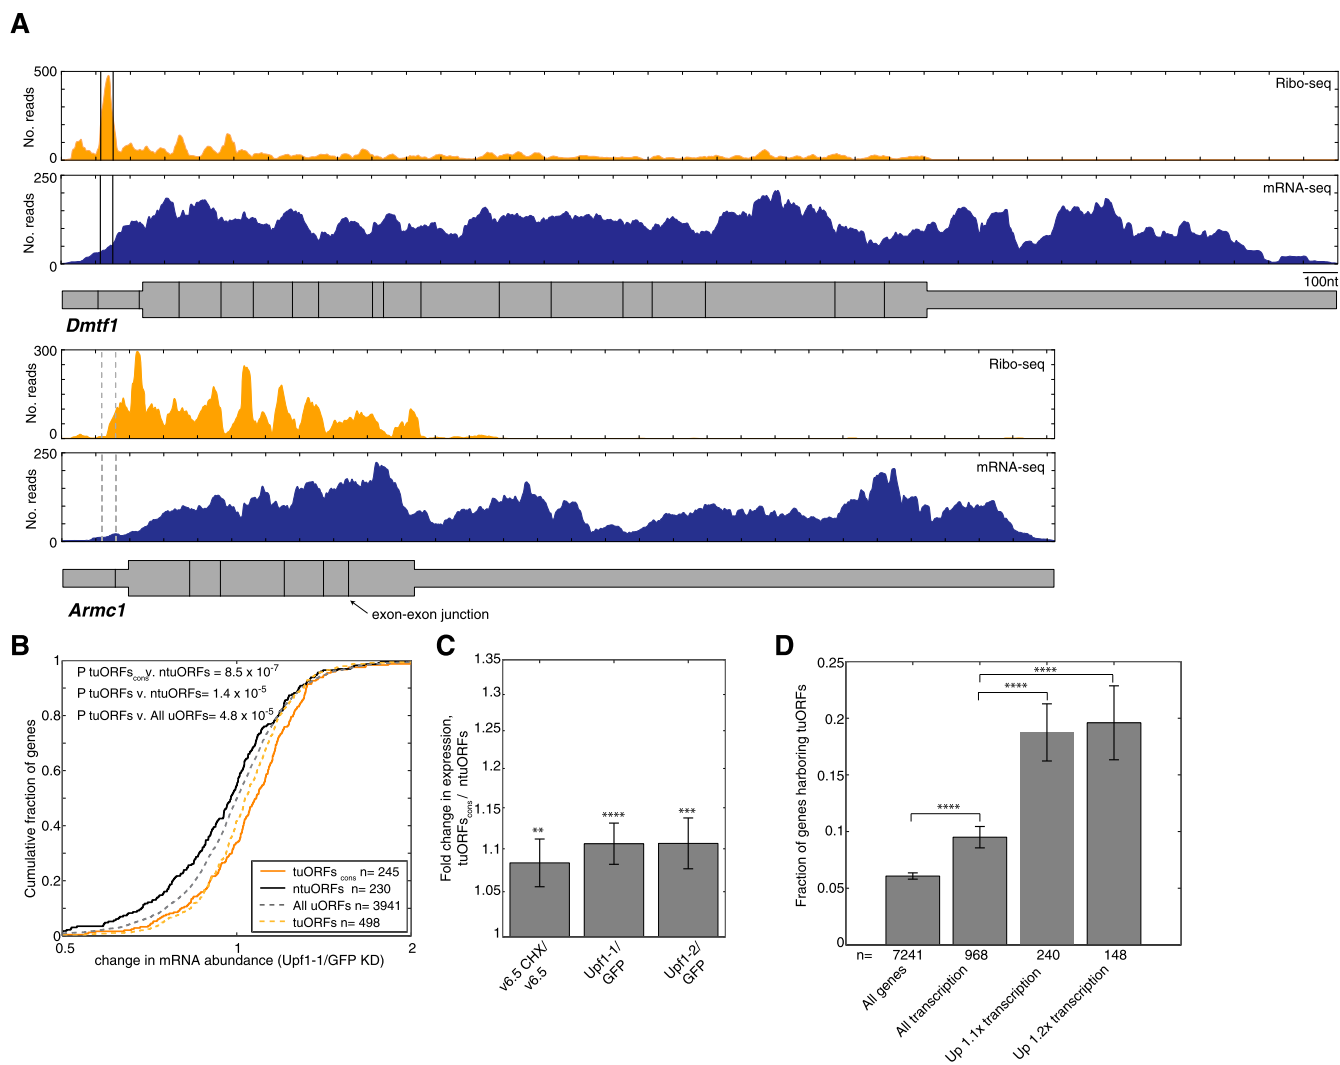 A
500
No. reads
0
Ribo-seq
250
No. reads
0
mRNA-seq
100nt
Dmtf1
300
No. reads
0
Ribo-seq
250
No. reads
0
mRNA-seq
Armc1
exon-exon junction
B
Cumulative fraction of genes
1
0.8
0.6
0.4
0.2
0
P tuORFscons v. ntuORFs = 8.5 x 10-7
P tuORFs v. ntuORFs= 1.4 x 10-5
P tuORFs v. All uORFs= 4.8 x 10-5
tuORFs cons n= 245
ntuORFs n= 230
All uORFs n= 3941
tuORFs n= 498
0.5
1
2
change in mRNA abundance (Upf1-1/GFP KD)
C
Fold change in expression,
tuORFscons / ntuORFs
1.35
1.3
1.25
1.2
1.15
1.1
1.05
1
**
****
***
v6.5 CHX/
v6.5
Upf1-1/
GFP
Upf1-2/
GFP
D
Fraction of genes harboring tuORFs
0.25
0.2
0.15
0.1
0.05
0
****
****
****
n= 7241 968 240 148
All genes
All transcription
Up 1.1x transcription
Up 1.2x transcription